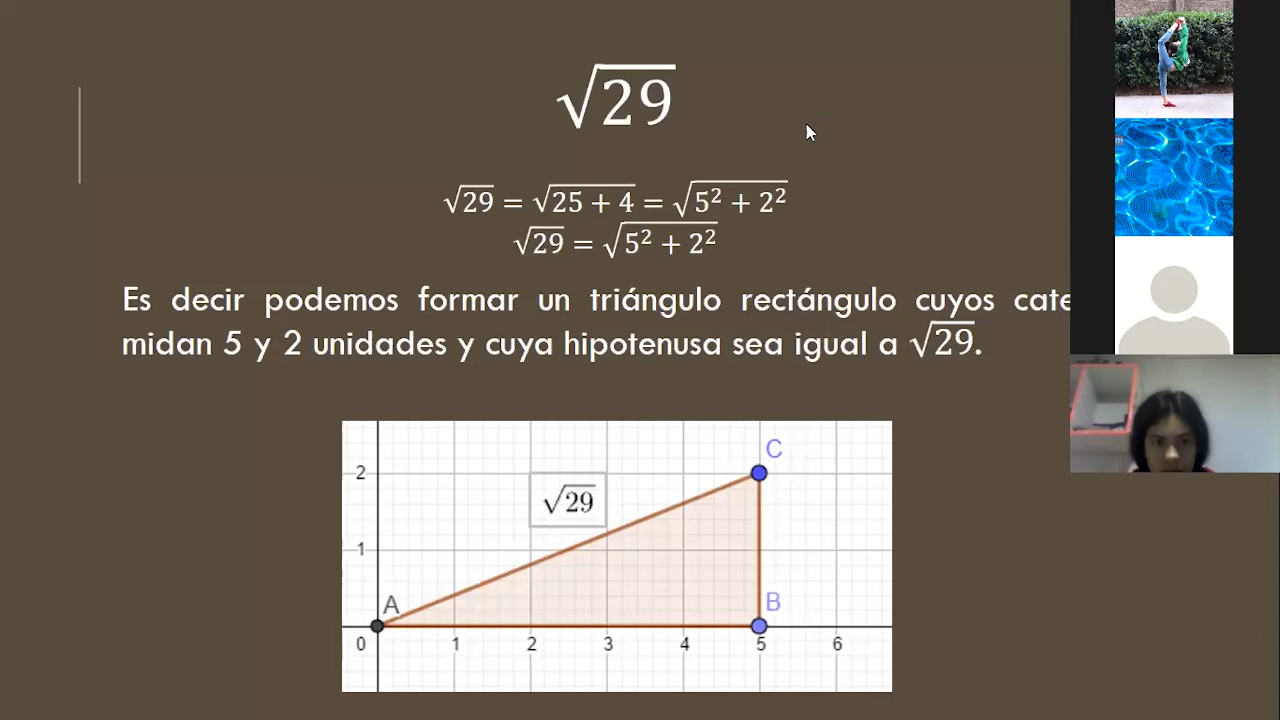 √29
√29 = √25 + 4 = √5² + 2²
√29 = √5² + 2²
Es decir podemos formar un triángulo rectángulo cuyos
midan 5 y 2 unidades y cuya hipotenusa sea igual a √29.
C
2
√29
1
A
B
0 1 2 3 4 5 6